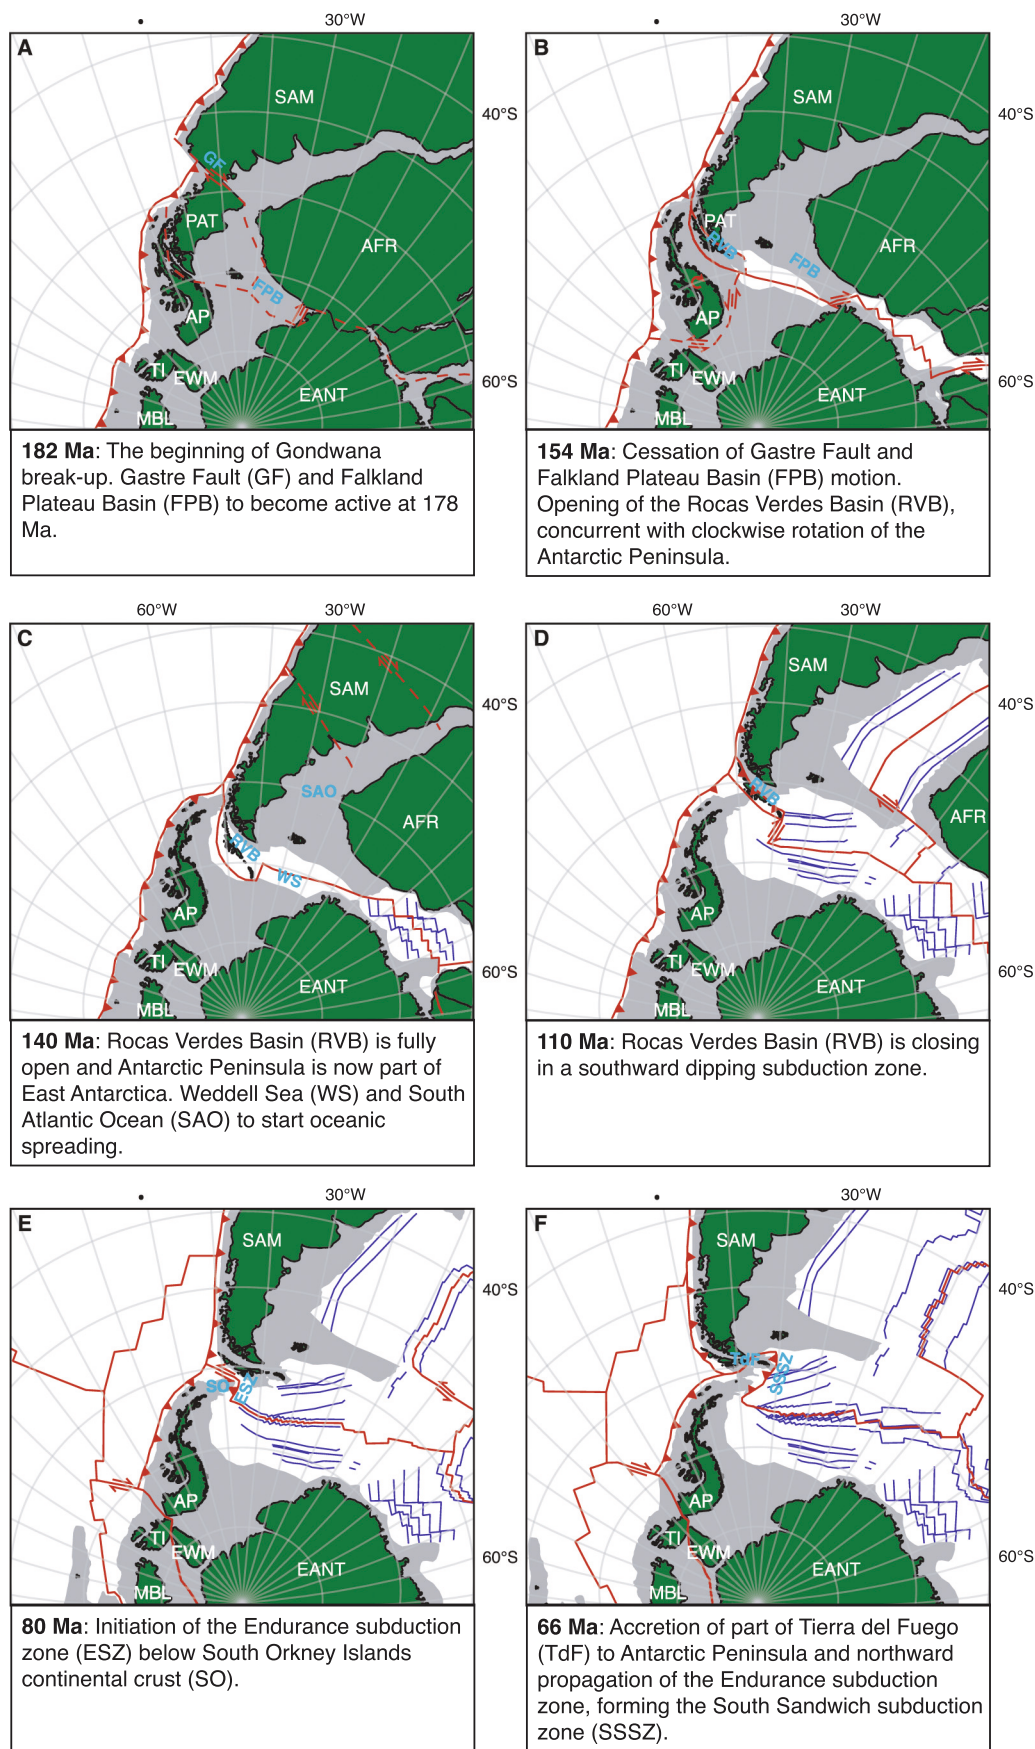 30°W
30°W
A
SAM
GF
PAT
AFR
FPB
AP
TI
EWM
EANT
MBL
B
SAM
40°S
PAT
RVB
FPB
AFR
AP
TI
EWM
EANT
MBL
60°S
40°S
60°S
182 Ma: The beginning of Gondwana
break-up. Gastre Fault (GF) and Falkland
Plateau Basin (FPB) to become active at 178
Ma.
154 Ma: Cessation of Gastre Fault and
Falkland Plateau Basin (FPB) motion.
Opening of the Rocas Verdes Basin (RVB),
concurrent with clockwise rotation of the
Antarctic Peninsula.
60°W
30°W
60°W
30°W
C
SAM
40°S
SAO
AFR
RVB
WS
AP
TI
EWM
EANT
MBL
60°S
D
SAM
40°S
RVB
AFR
AP
TI
EWM
EANT
MBL
60°S
140 Ma: Rocas Verdes Basin (RVB) is fully
open and Antarctic Peninsula is now part of
East Antarctica. Weddell Sea (WS) and South
Atlantic Ocean (SAO) to start oceanic
spreading.
110 Ma: Rocas Verdes Basin (RVB) is closing
in a southward dipping subduction zone.
30°W
30°W
E
SAM
40°S
SO
ESZ
AP
TI
EWM
EANT
MBL
60°S
F
SAM
40°S
TdF
SSSZ
AP
TI
EWM
EANT
MBL
60°S
80 Ma: Initiation of the Endurance subduction
zone (ESZ) below South Orkney Islands
continental crust (SO).
66 Ma: Accretion of part of Tierra del Fuego
(TdF) to Antarctic Peninsula and northward
propagation of the Endurance subduction
zone, forming the South Sandwich subduction
zone (SSSZ).